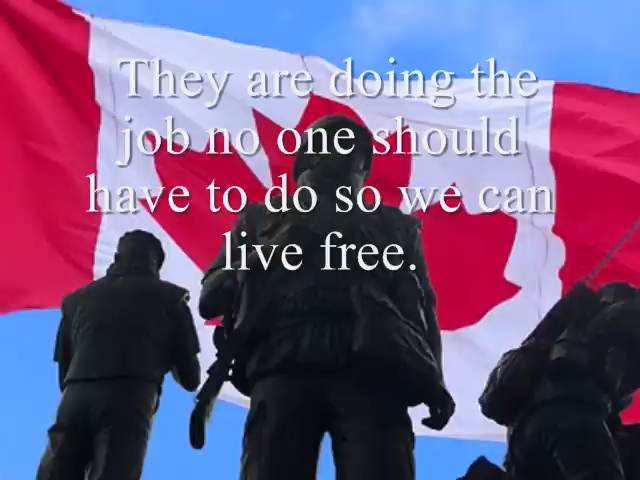 They are doing the
job no one should
have to do so we can
live free.